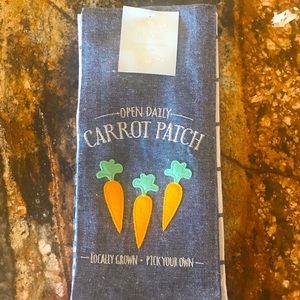 OPEN DAILY
CARROT PATCH
LOCALLY GROWN • PICK YOUR OWN